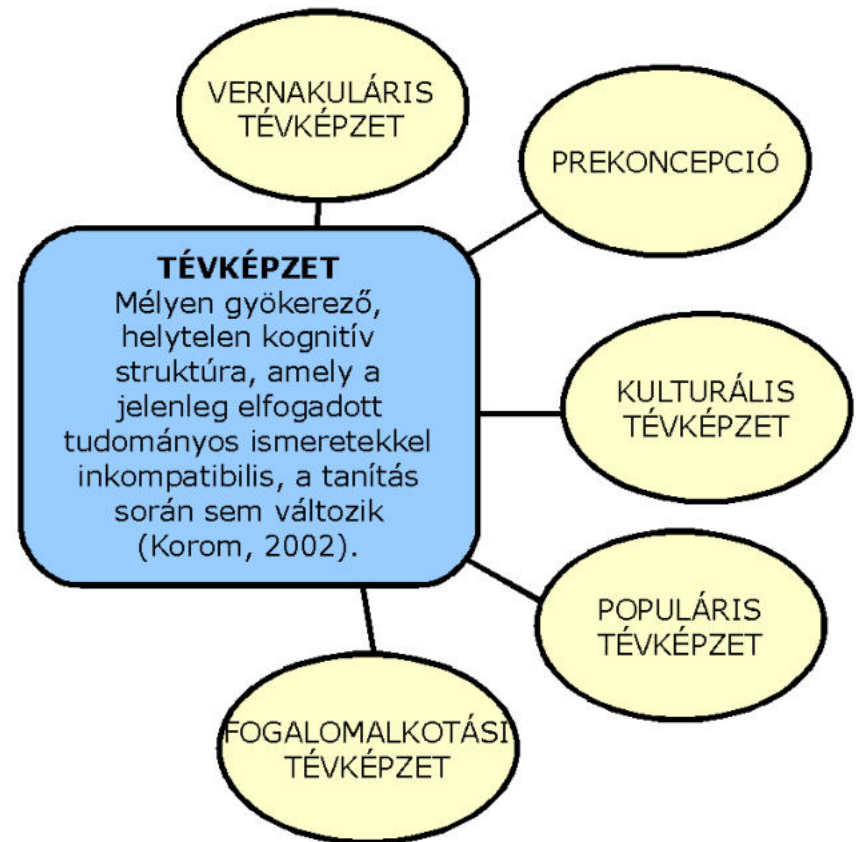 VERNAKULÁRIS
TÉVKÉPZET
PREKONCEPCIÓ
TÉVKÉPZET
Mélyen gyökerező,
helytelen kognitív
struktúra, amely a
jelenleg elfogadott
tudományos ismeretekkel
inkompatibilis, a tanítás
során sem változik
(Korom, 2002).
KULTURÁLIS
TÉVKÉPZET
POPULÁRIS
TÉVKÉPZET
FOGALOMALKOTÁSI
TÉVKÉPZET